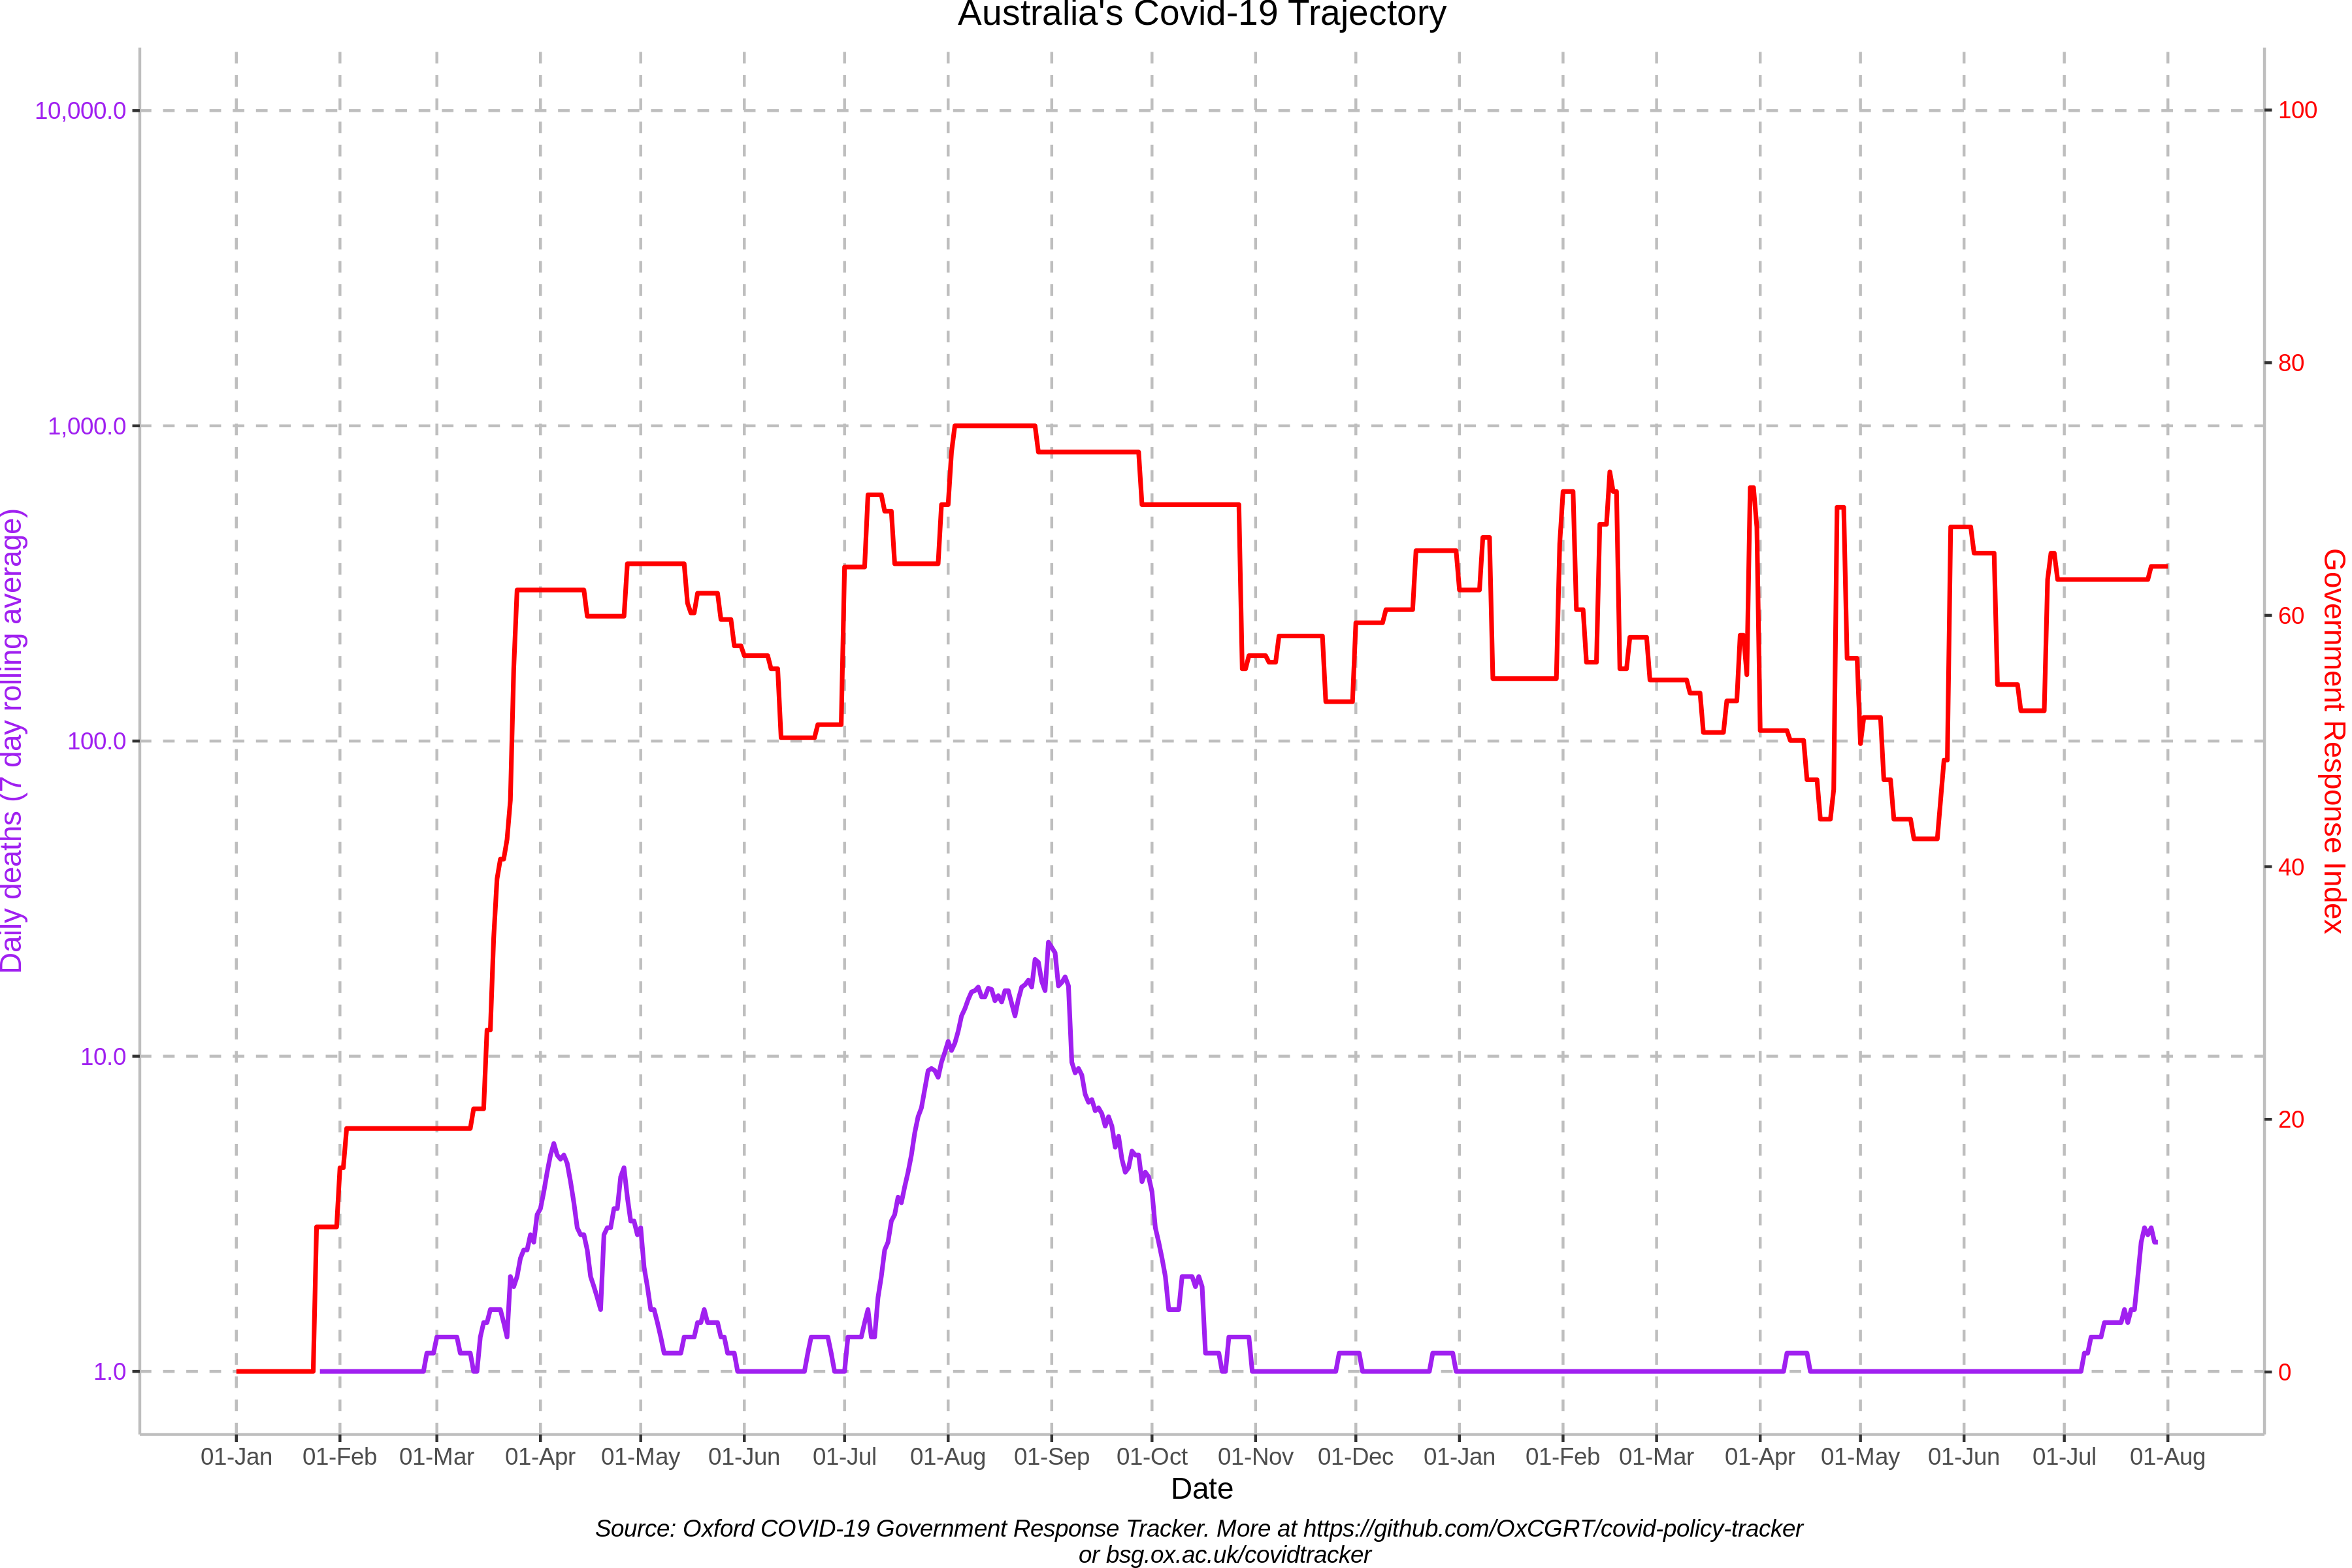 Australia's Covid-19 Trajectory
10,000.0
1,000.0
100.0
10.0
1.0
Daily deaths (7 day rolling average)
100
80
60
40
20
0
Government Response Index
01-Jan 01-Feb 01-Mar 01-Apr 01-May 01-Jun 01-Jul 01-Aug 01-Sep 01-Oct 01-Nov 01-Dec 01-Jan 01-Feb 01-Mar 01-Apr 01-May 01-Jun 01-Jul 01-Aug
Date
Source: Oxford COVID-19 Government Response Tracker. More at https://github.com/OxCGRT/covid-policy-tracker
or bsg.ox.ac.uk/covidtracker